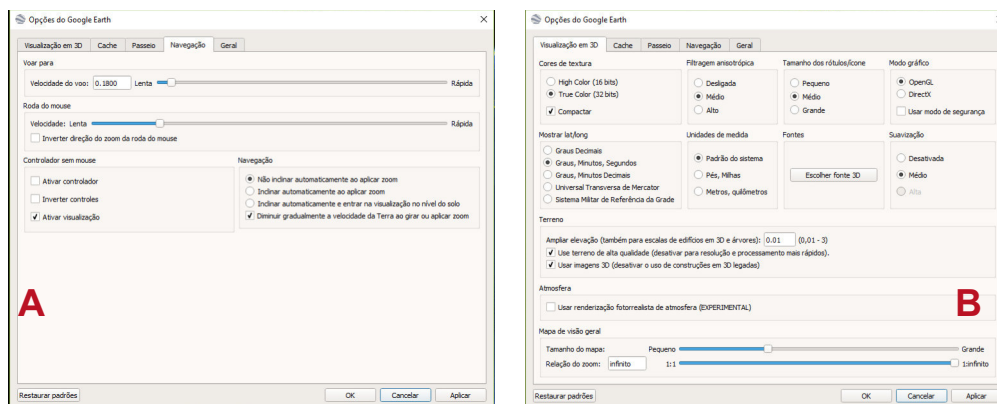 Opções do Google Earth
Visualização em 3D Cache Passeio Navegação Geral
Voar para
Velocidade do voo: 0.1800 Lenta Rápida
Roda do mouse
Velocidade: Lenta Rápida
Inverter direção do zoom da roda do mouse
Controlador sem mouse
Ativar controlador
Inverter controles
Ativar visualização
Navegação
Não inclinar automaticamente ao aplicar zoom
Inclinar automaticamente ao aplicar zoom
Inclinar automaticamente e entrar na visualização no nível do solo
Diminuir gradualmente a velocidade da Terra ao girar ou aplicar zoom
A
Restaurar padrões OK Cancelar Aplicar
Opções do Google Earth
Visualização em 3D Cache Passeio Navegação Geral
Cores de textura
High Color (16 bits)
True Color (32 bits)
Compactar
Filtragem anisotrópica
Desligada
Médio
Alto
Tamanho dos rótulos/ícone
Pequeno
Médio
Grande
Modo gráfico
OpenGL
DirectX
Usar modo de segurança
Mostrar lat/long
Graus Decimais
Graus, Minutos, Segundos
Graus, Minutos Decimais
Universal Transversa de Mercator
Sistema Militar de Referência da Grade
Unidades de medida
Padrão do sistema
Pés, Milhas
Metros, quilômetros
Fontes
Escolher fonte 3D
Suavização
Desativada
Médio
Alta
Terreno
Ampliar elevação (também para escalas de edifícios em 3D e árvores): 0.01 (0,01 - 3)
Use terreno de alta qualidade (desativar para resolução e processamento mais rápidos).
Usar imagens 3D (desativar o uso de construções em 3D legadas)
Atmosfera
Usar renderização fotorrealista de atmosfera (EXPERIMENTAL)
B
Mapa de visão geral
Tamanho do mapa: Pequeno Grande
Relação do zoom: infinito 1:1 1:infinito
Restaurar padrões OK Cancelar Aplicar